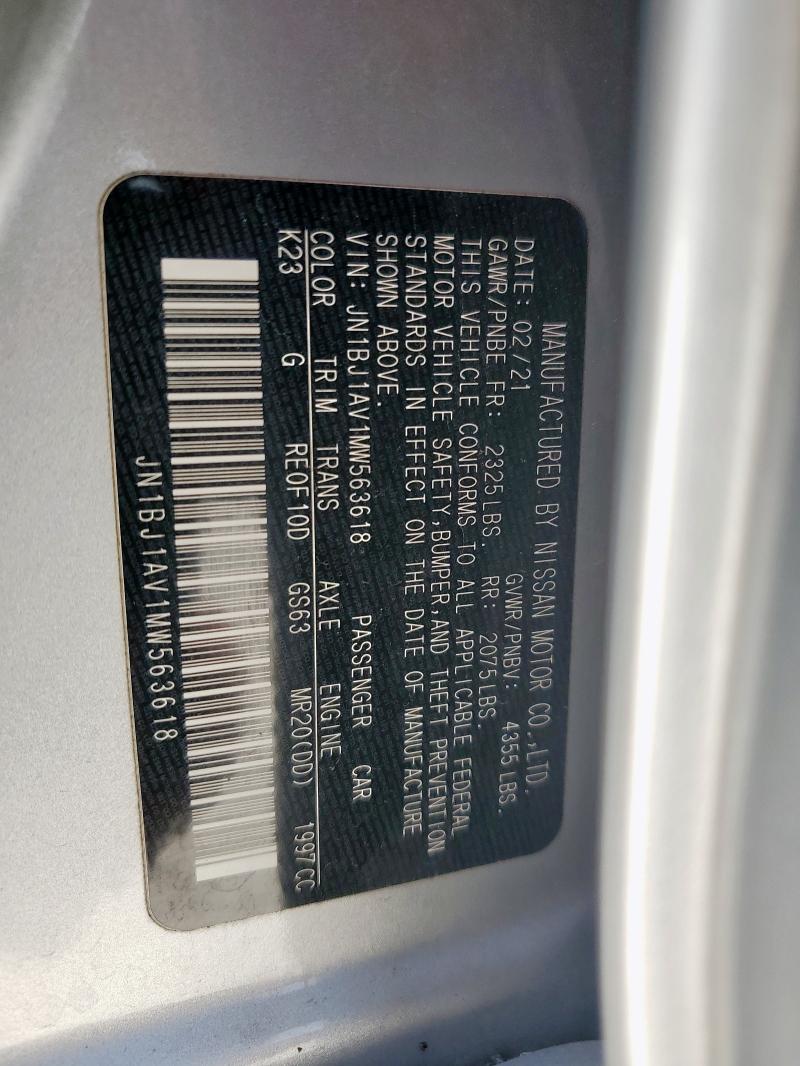 MANUFACTURED BY NISSAN MOTOR CO.,LTD.
DATE: 02/21 GVWR/PNBV: 4355 LBS.
GAWR/PNBE FR: 2325 LBS. RR: 2075 LBS.
THIS VEHICLE CONFORMS TO ALL APPLICABLE FEDERAL
MOTOR VEHICLE SAFETY,BUMPER,AND THEFT PREVENTION
STANDARDS IN EFFECT ON THE DATE OF MANUFACTURE
SHOWN ABOVE.
VIN: JN1BJ1AV1MW563618 PASSENGER CAR
COLOR TRIM TRANS AXLE ENGINE
K23 G RE0F10D GS63 MR20(DD) 1997CC
JN1BJ1AV1MW563618